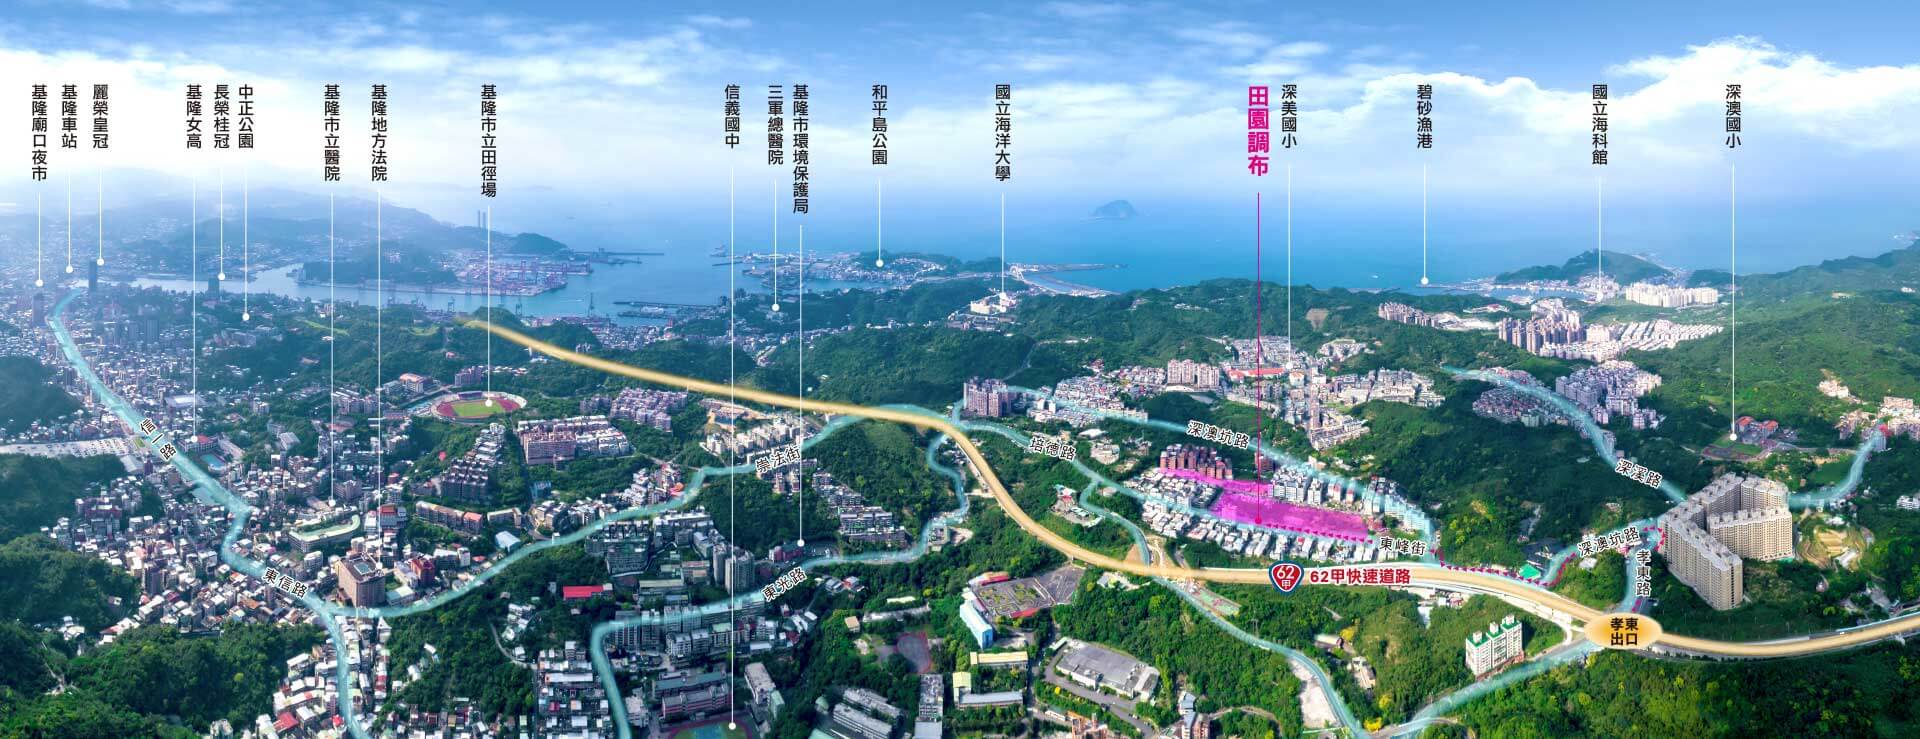 基隆廟口夜市
基隆車站
麗榮皇冠
基隆女高
長榮桂冠
中正公園
基隆市立醫院
基隆地方法院
基隆市立田徑場
信義國中
三軍總醫院
基隆市環境保護局
和平島公園
國立海洋大學
田園調布
深美國小
碧砂漁港
國立海科館
深澳國小
信一路
東信路
崇法街
東光路
培德路
深澳坑路
東峰街
深溪路
深澳坑路
孝東路
62甲
62甲快速道路
孝東
出口